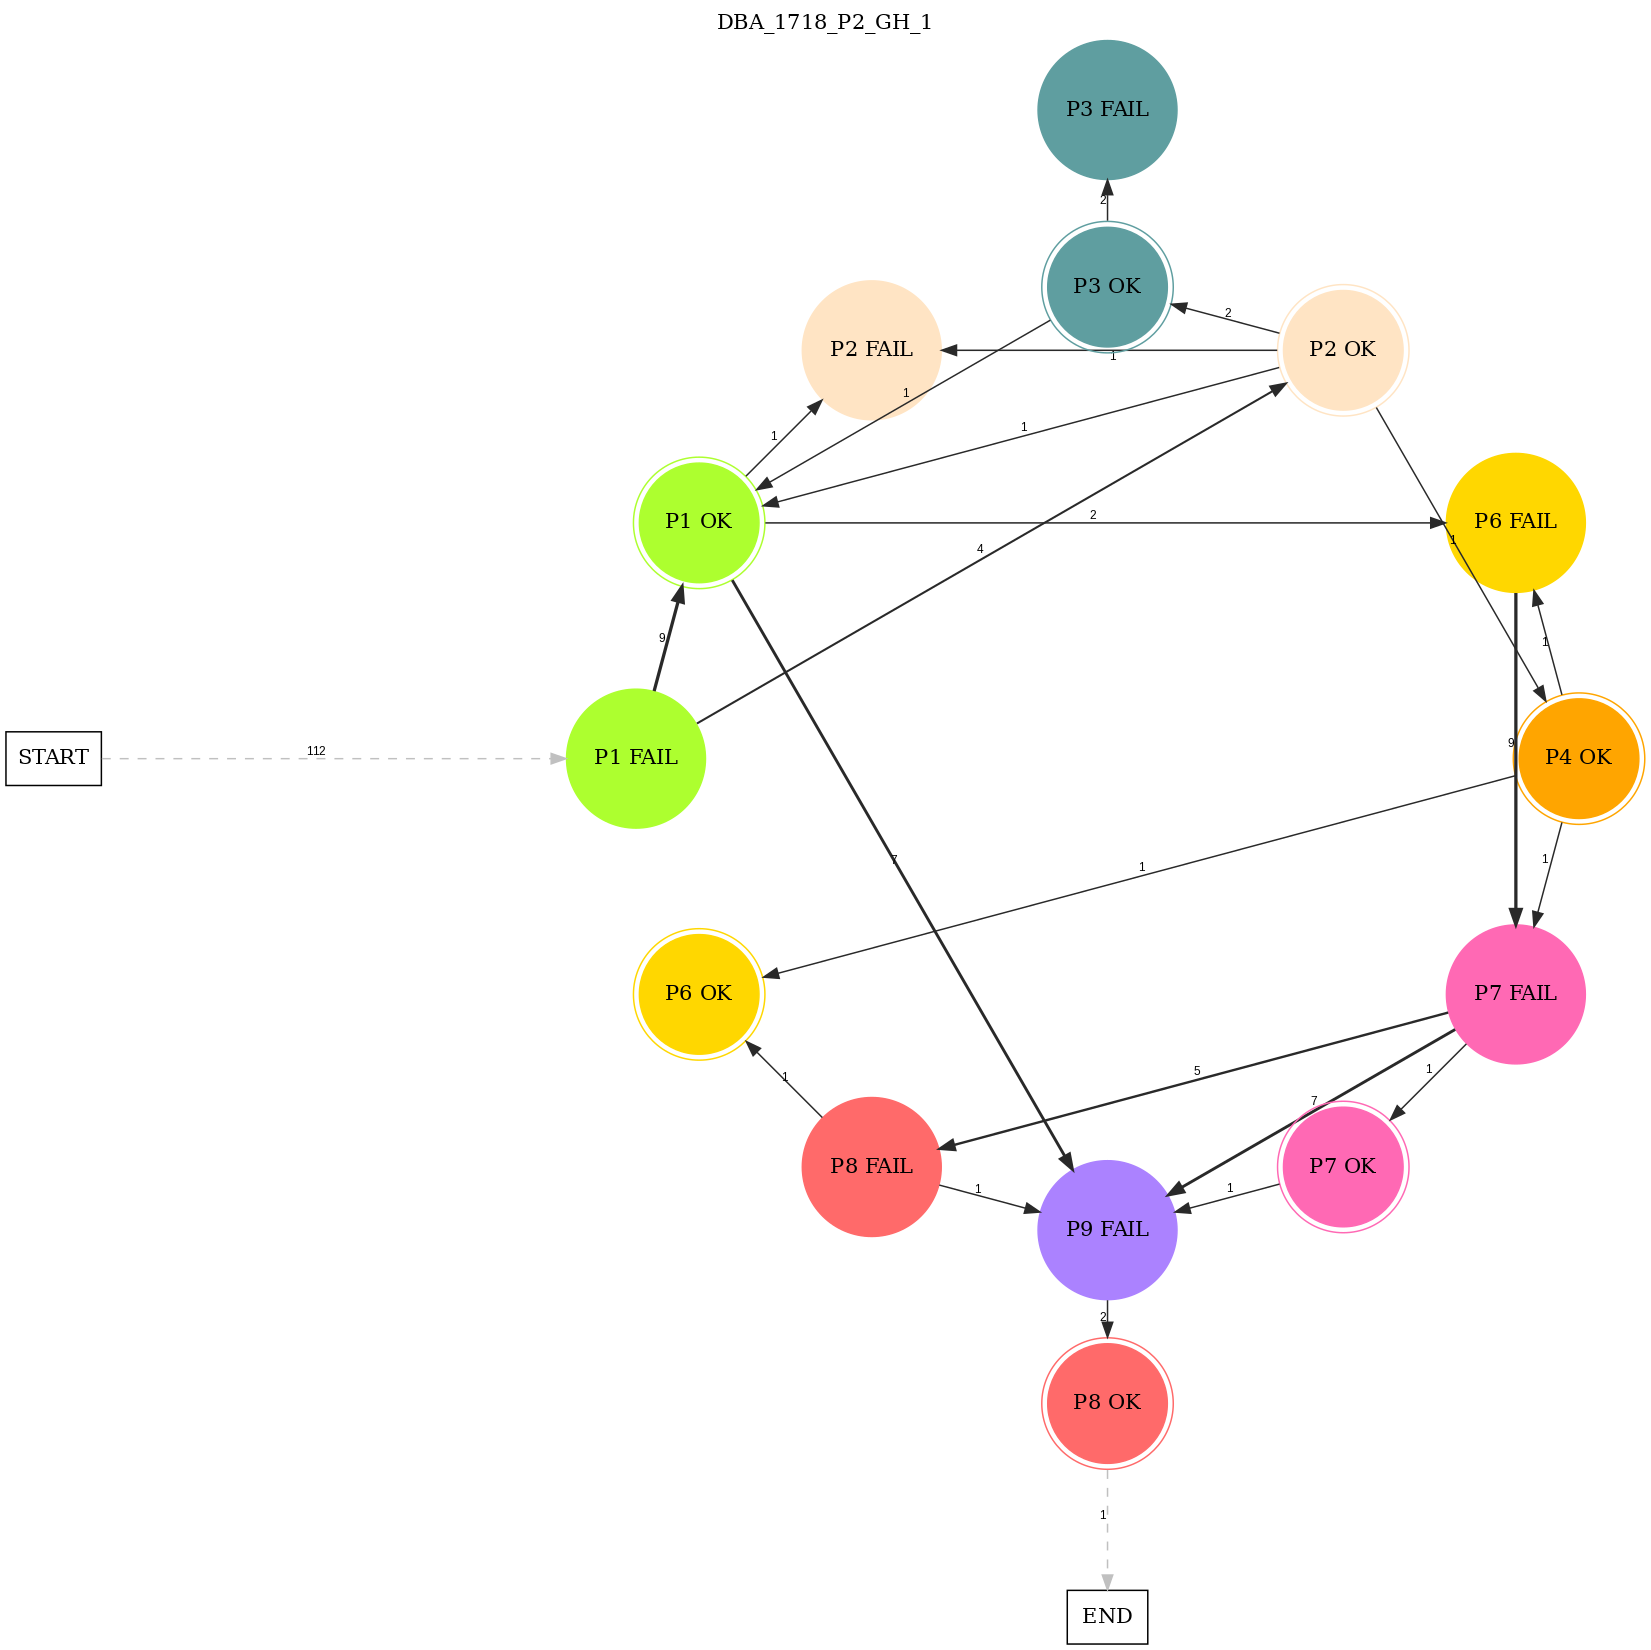 DBA_1718_P2_GH_1
P3 FAIL
2
P3 OK
2
P2 FAIL
1
P2 OK
1
1
1
P1 OK
2
P6 FAIL
1
4
9
1
START
112
P1 FAIL
9
P4 OK
7
1
1
P6 OK
P7 FAIL
1
5
1
7
P8 FAIL
P7 OK
1
1
P9 FAIL
2
P8 OK
1
END